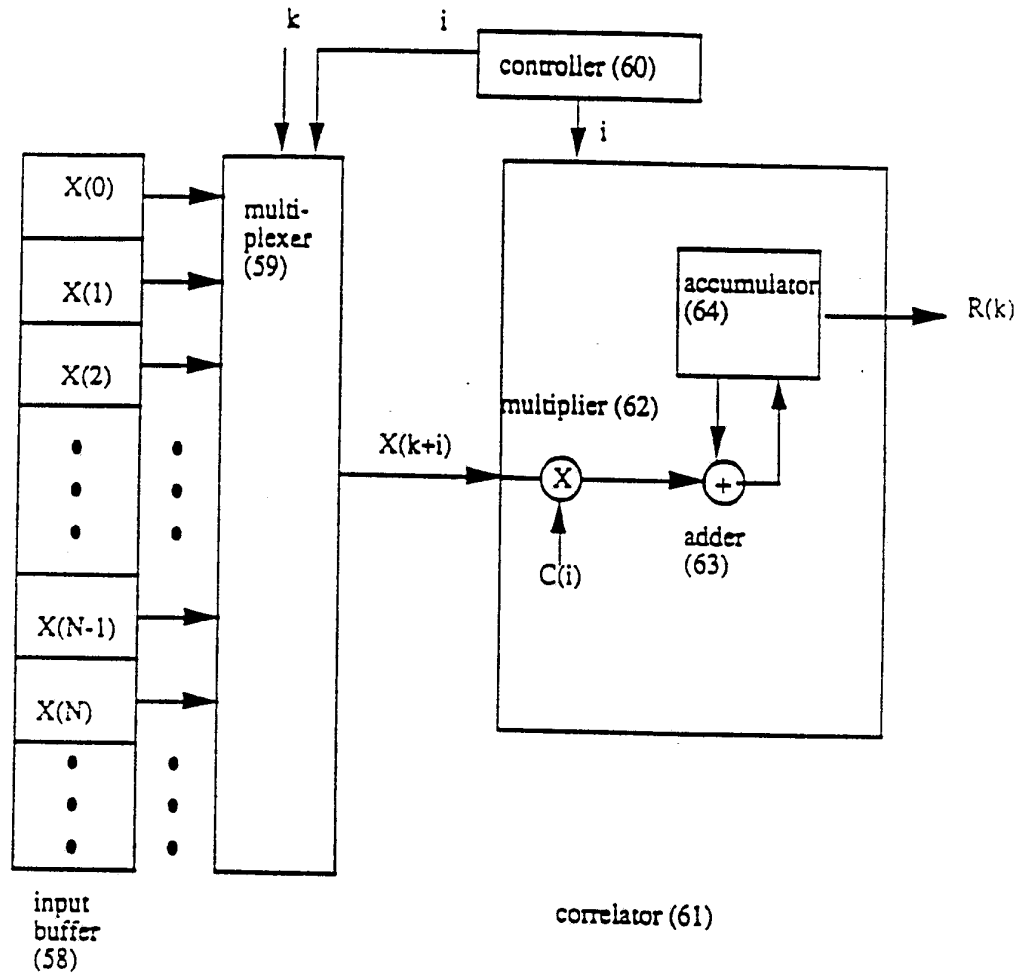 k
i
controller (60)
i
X(0)
X(1)
X(2)
X(N-1)
X(N)
multi-
plexer
(59)
X(k+i)
accumulator
(64)
R(k)
multiplier (62)
X
+
C(i)
adder
(63)
input
buffer
(58)
correlator (61)